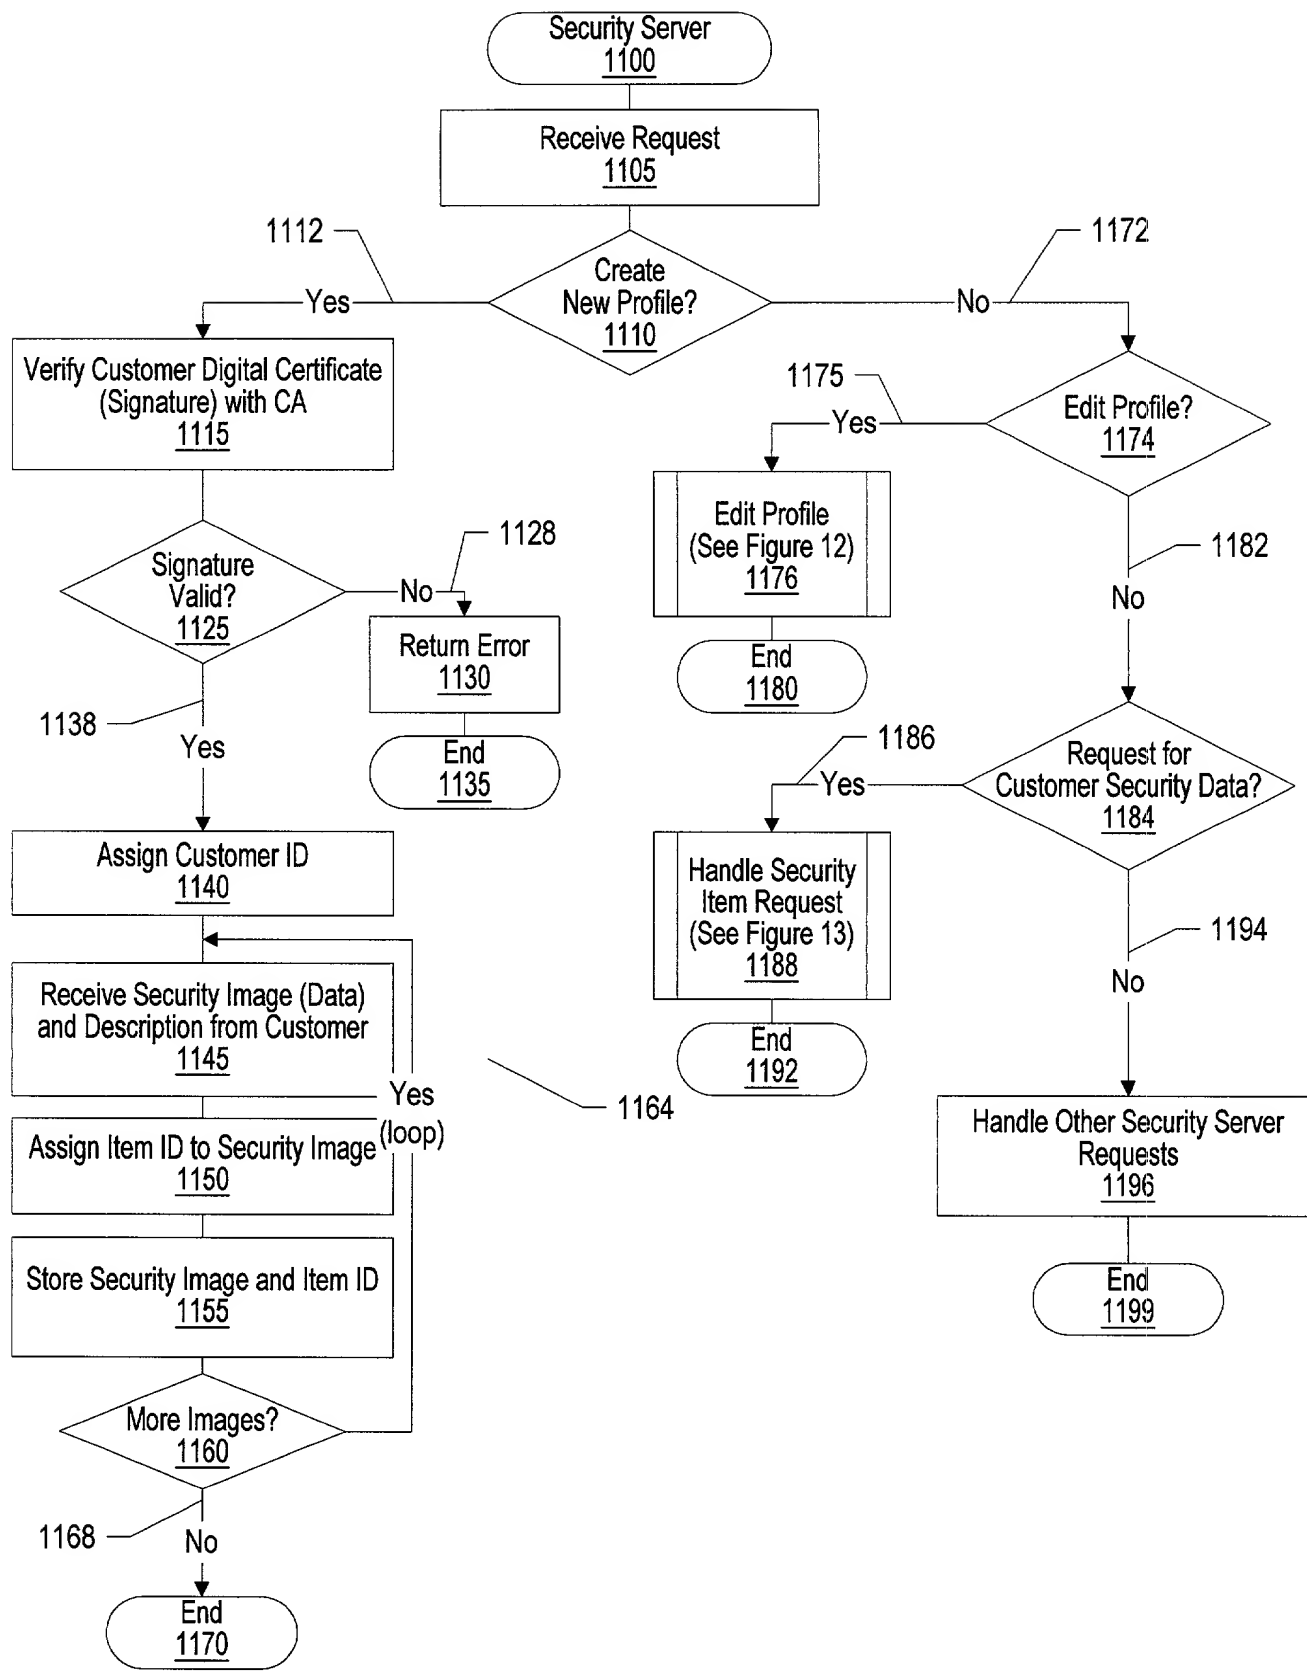 Security Server
1100
Receive Request
1105
1112
1172
Create
New Profile?
1110
Yes
No
Verify Customer Digital Certificate
(Signature) with CA
1115
1175
Yes
Edit Profile?
1174
Edit Profile
(See Figure 12)
1176
1182
No
End
1180
Signature
Valid?
1125
1128
No
Return Error
1130
End
1135
1138
Yes
1186
Yes
Request for
Customer Security Data?
1184
Assign Customer ID
1140
Handle Security
Item Request
(See Figure 13)
1188
1194
No
End
1192
Receive Security Image (Data)
and Description from Customer
1145
Yes
(loop)
1164
Assign Item ID to Security Image
1150
Handle Other Security Server
Requests
1196
Store Security Image and Item ID
1155
End
1199
More Images?
1160
1168
No
End
1170